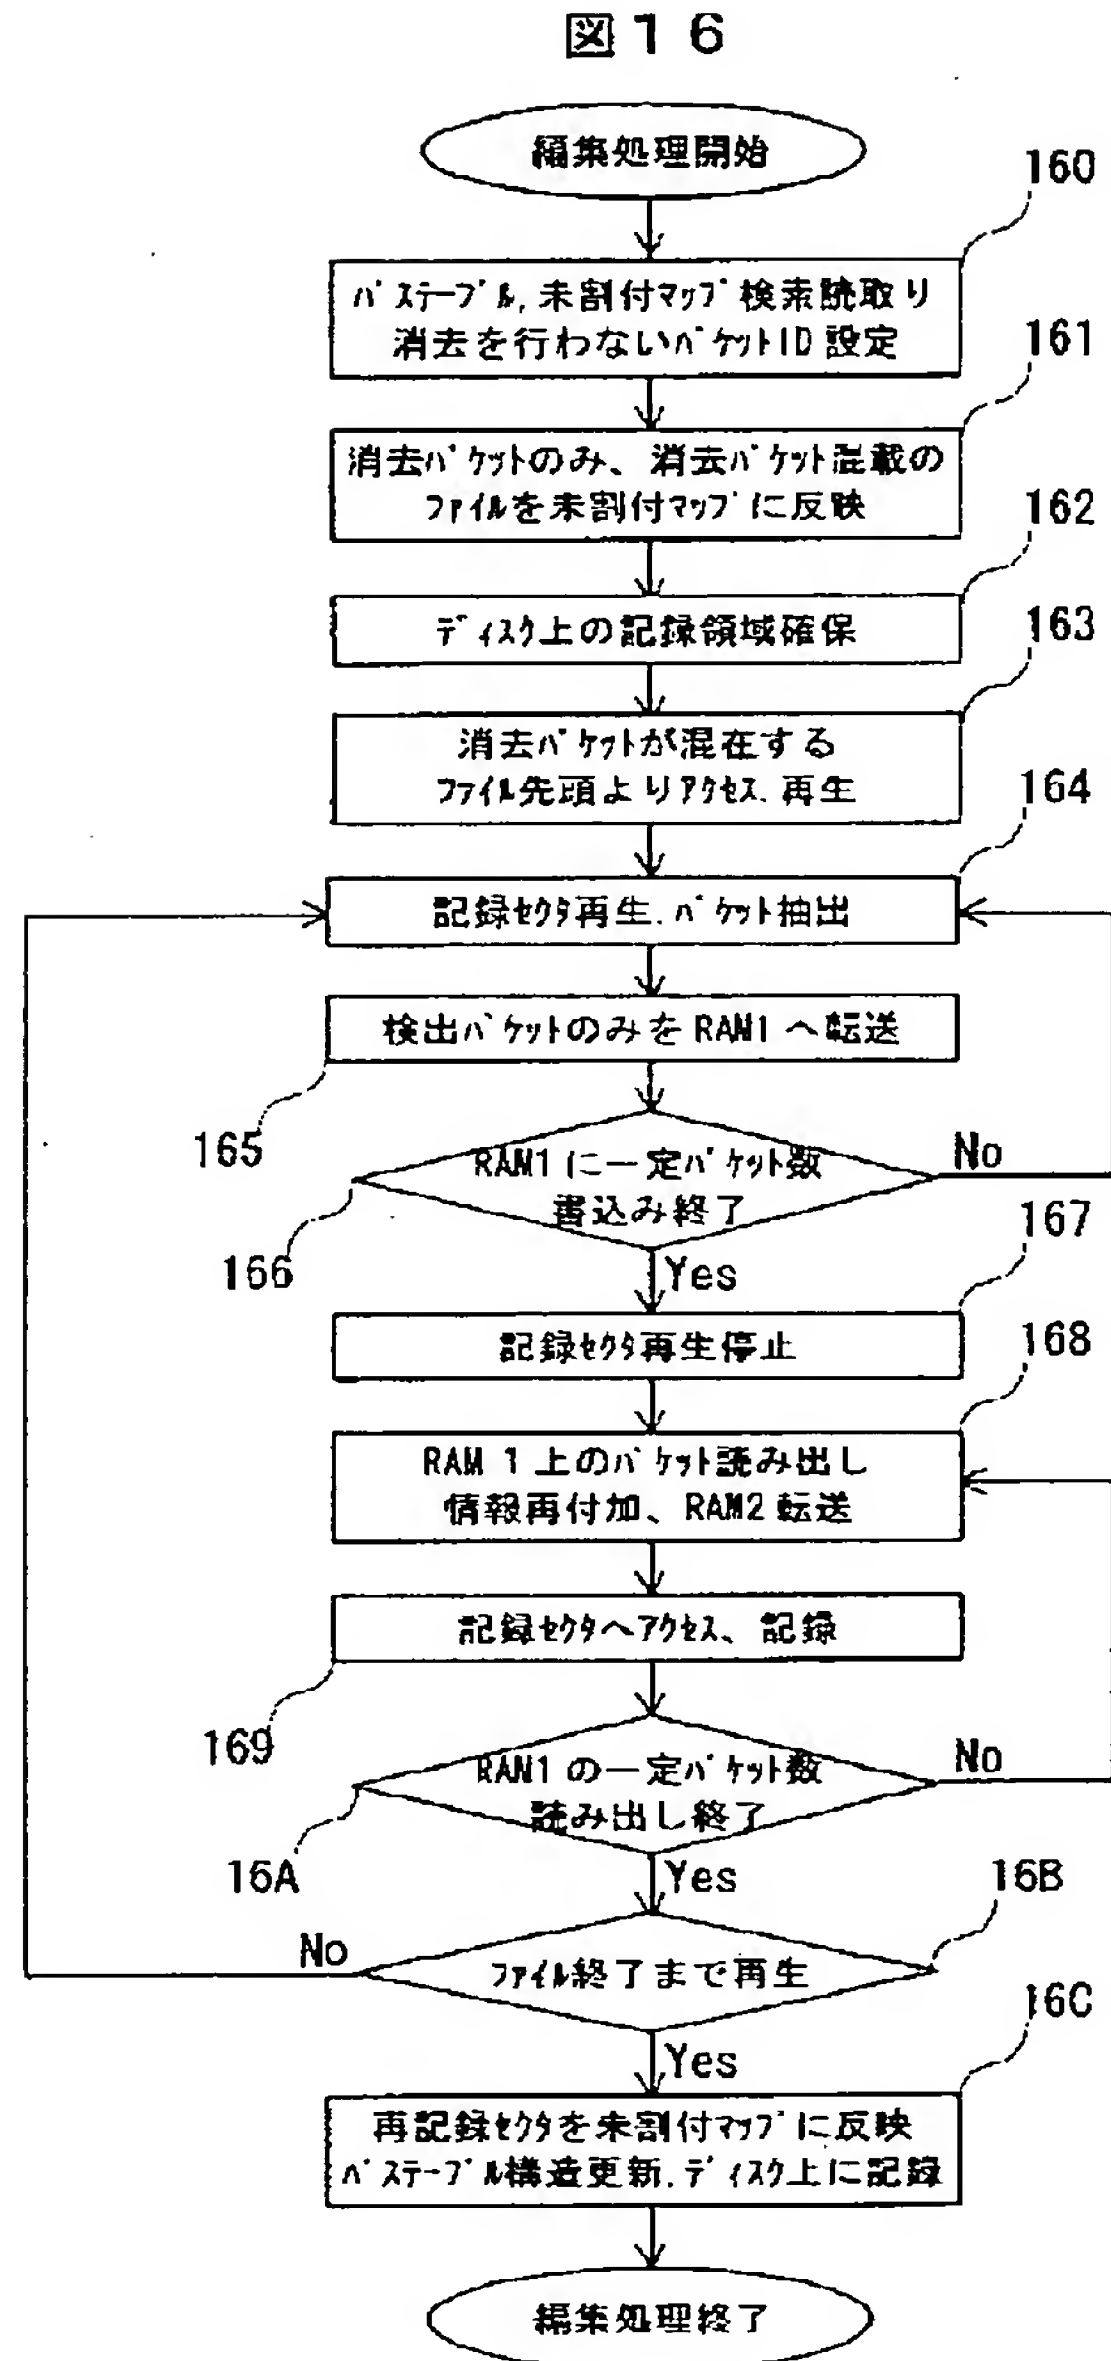 図１６
編集処理開始
160
ﾊﾟｽﾃｰﾌﾞﾙ,未割付ﾏｯﾌﾟ検索読取り
消去を行わないﾊﾟｹｯﾄID設定
161
消去ﾊﾟｹｯﾄのみ、消去ﾊﾟｹｯﾄ混載の
ﾌｧｲﾙを未割付ﾏｯﾌﾟに反映
162
ﾃﾞｨｽｸ上の記録領域確保
163
消去ﾊﾟｹｯﾄが混在する
ﾌｧｲﾙ先頭よりｱｸｾｽ,再生
164
記録ｾｸﾀ再生,ﾊﾟｹｯﾄ抽出
検出ﾊﾟｹｯﾄのみをRAM1へ転送
165
RAM1に一定ﾊﾟｹｯﾄ数
書込み終了
No
166
Yes
167
記録ｾｸﾀ再生停止
168
RAM 1上のﾊﾟｹｯﾄ読み出し
情報再付加、RAM2転送
記録ｾｸﾀへｱｸｾｽ、記録
169
RAM1の一定ﾊﾟｹｯﾄ数
読み出し終了
No
16A
Yes
16B
ﾌｧｲﾙ終了まで再生
No
Yes
16C
再記録ｾｸﾀを未割付ﾏｯﾌﾟに反映
ﾊﾟｽﾃｰﾌﾞﾙ構造更新,ﾃﾞｨｽｸ上に記録
編集処理終了